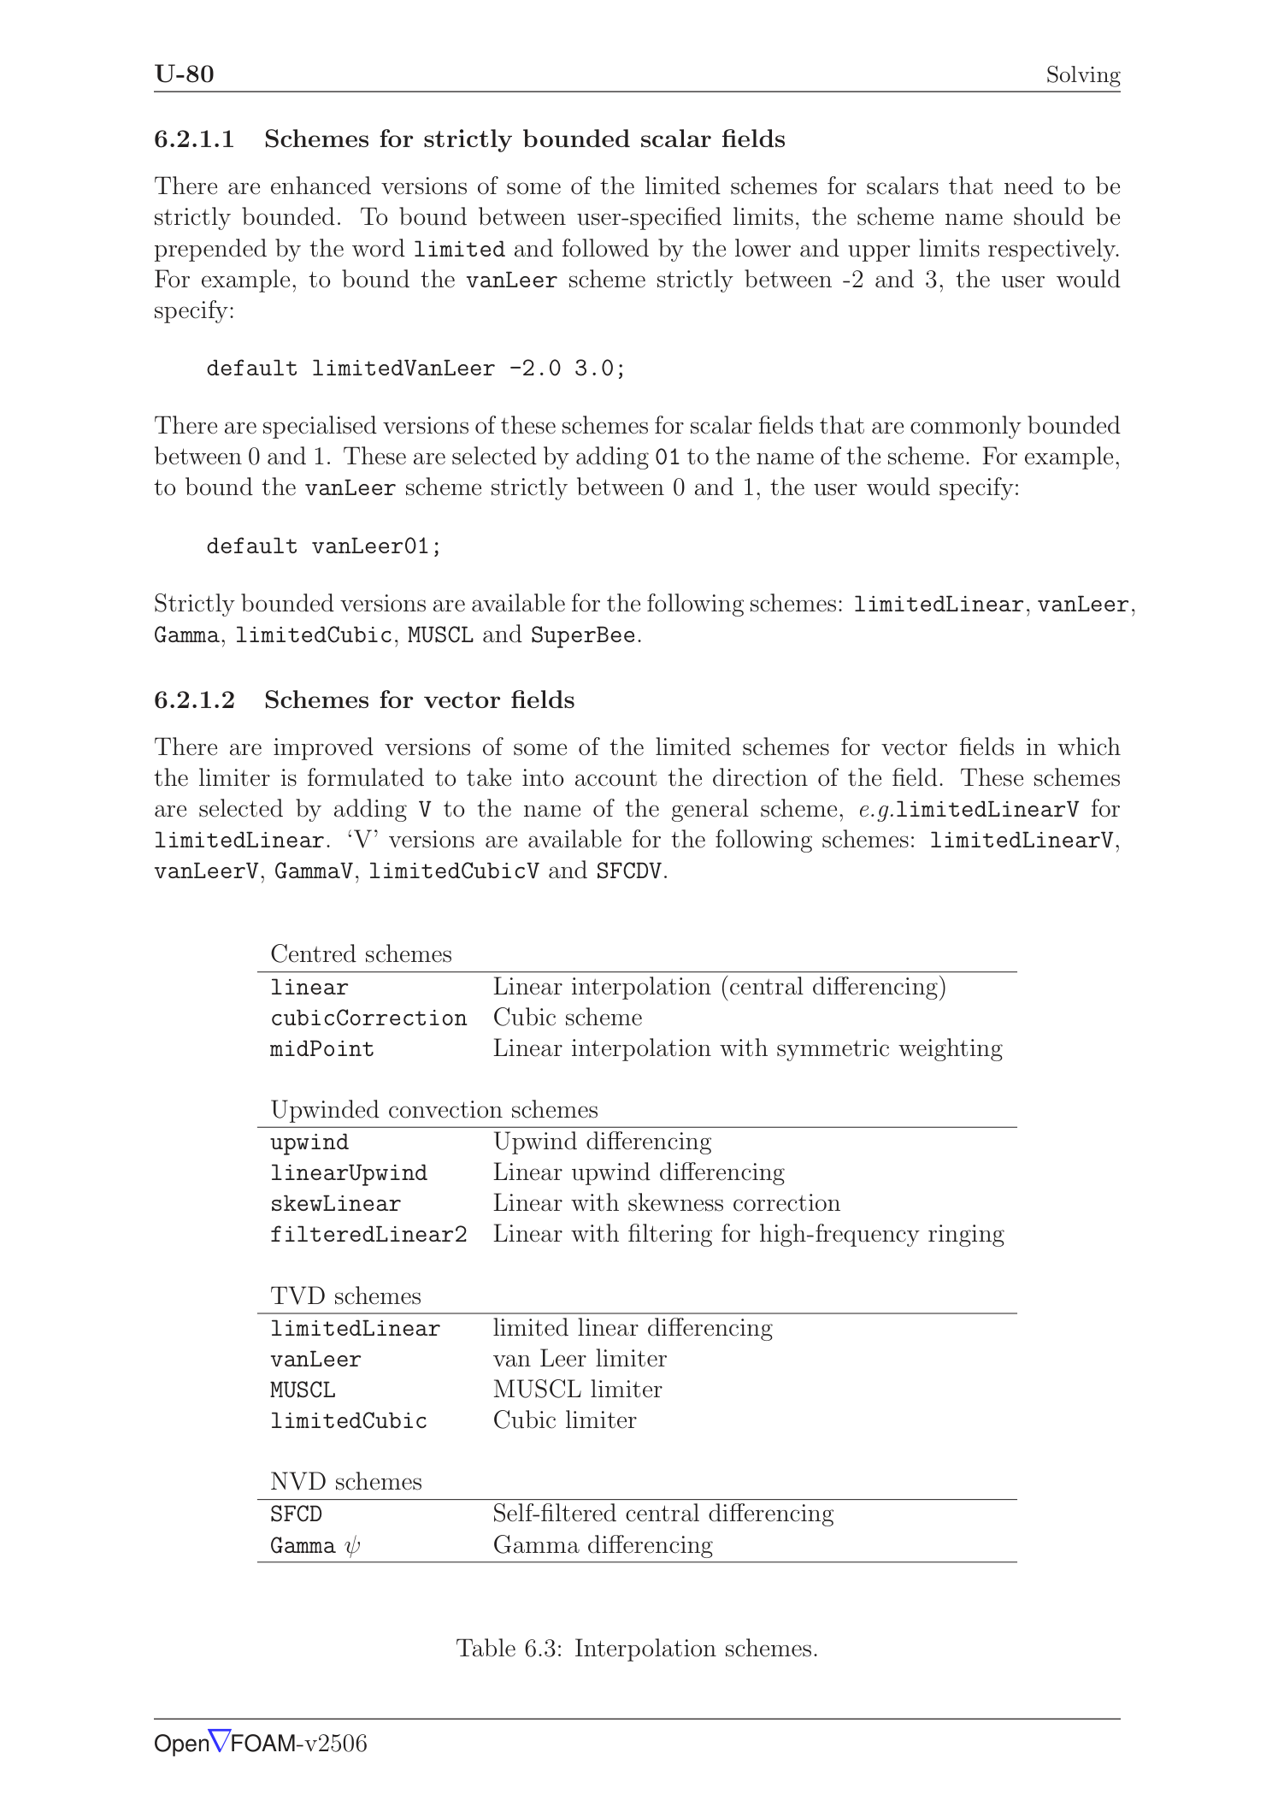 U-80 Solving
6.2.1.1 Schemes for strictly bounded scalar fields
There are enhanced versions of some of the limited schemes for scalars that need to be
strictly bounded. To bound between user-specified limits, the scheme name should be
prepended by the word limited and followed by the lower and upper limits respectively.
For example, to bound the vanLeer scheme strictly between -2 and 3, the user would
specify:
default limitedVanLeer -2.0 3.0;
There are specialised versions of these schemes for scalar fields that are commonly bounded
between 0 and 1. These are selected by adding 01 to the name of the scheme. For example,
to bound the vanLeer scheme strictly between 0 and 1, the user would specify:
default vanLeer01;
Strictly bounded versions are available for the following schemes: limitedLinear, vanLeer,
Gamma, limitedCubic, MUSCL and SuperBee.
6.2.1.2 Schemes for vector fields
There are improved versions of some of the limited schemes for vector fields in which
the limiter is formulated to take into account the direction of the field. These schemes
are selected by adding V to the name of the general scheme, e.g.limitedLinearV for
limitedLinear. ‘V’ versions are available for the following schemes: limitedLinearV,
vanLeerV, GammaV, limitedCubicV and SFCDV.
Centred schemes
linear Linear interpolation (central differencing)
cubicCorrection Cubic scheme
midPoint Linear interpolation with symmetric weighting
Upwinded convection schemes
upwind Upwind differencing
linearUpwind Linear upwind differencing
skewLinear Linear with skewness correction
filteredLinear2 Linear with filtering for high-frequency ringing
TVD schemes
limitedLinear limited linear differencing
vanLeer van Leer limiter
MUSCL MUSCL limiter
limitedCubic Cubic limiter
NVD schemes
SFCD Self-filtered central differencing
Gamma ψ Gamma differencing
Table 6.3: Interpolation schemes.
Open∇FOAM-v2506